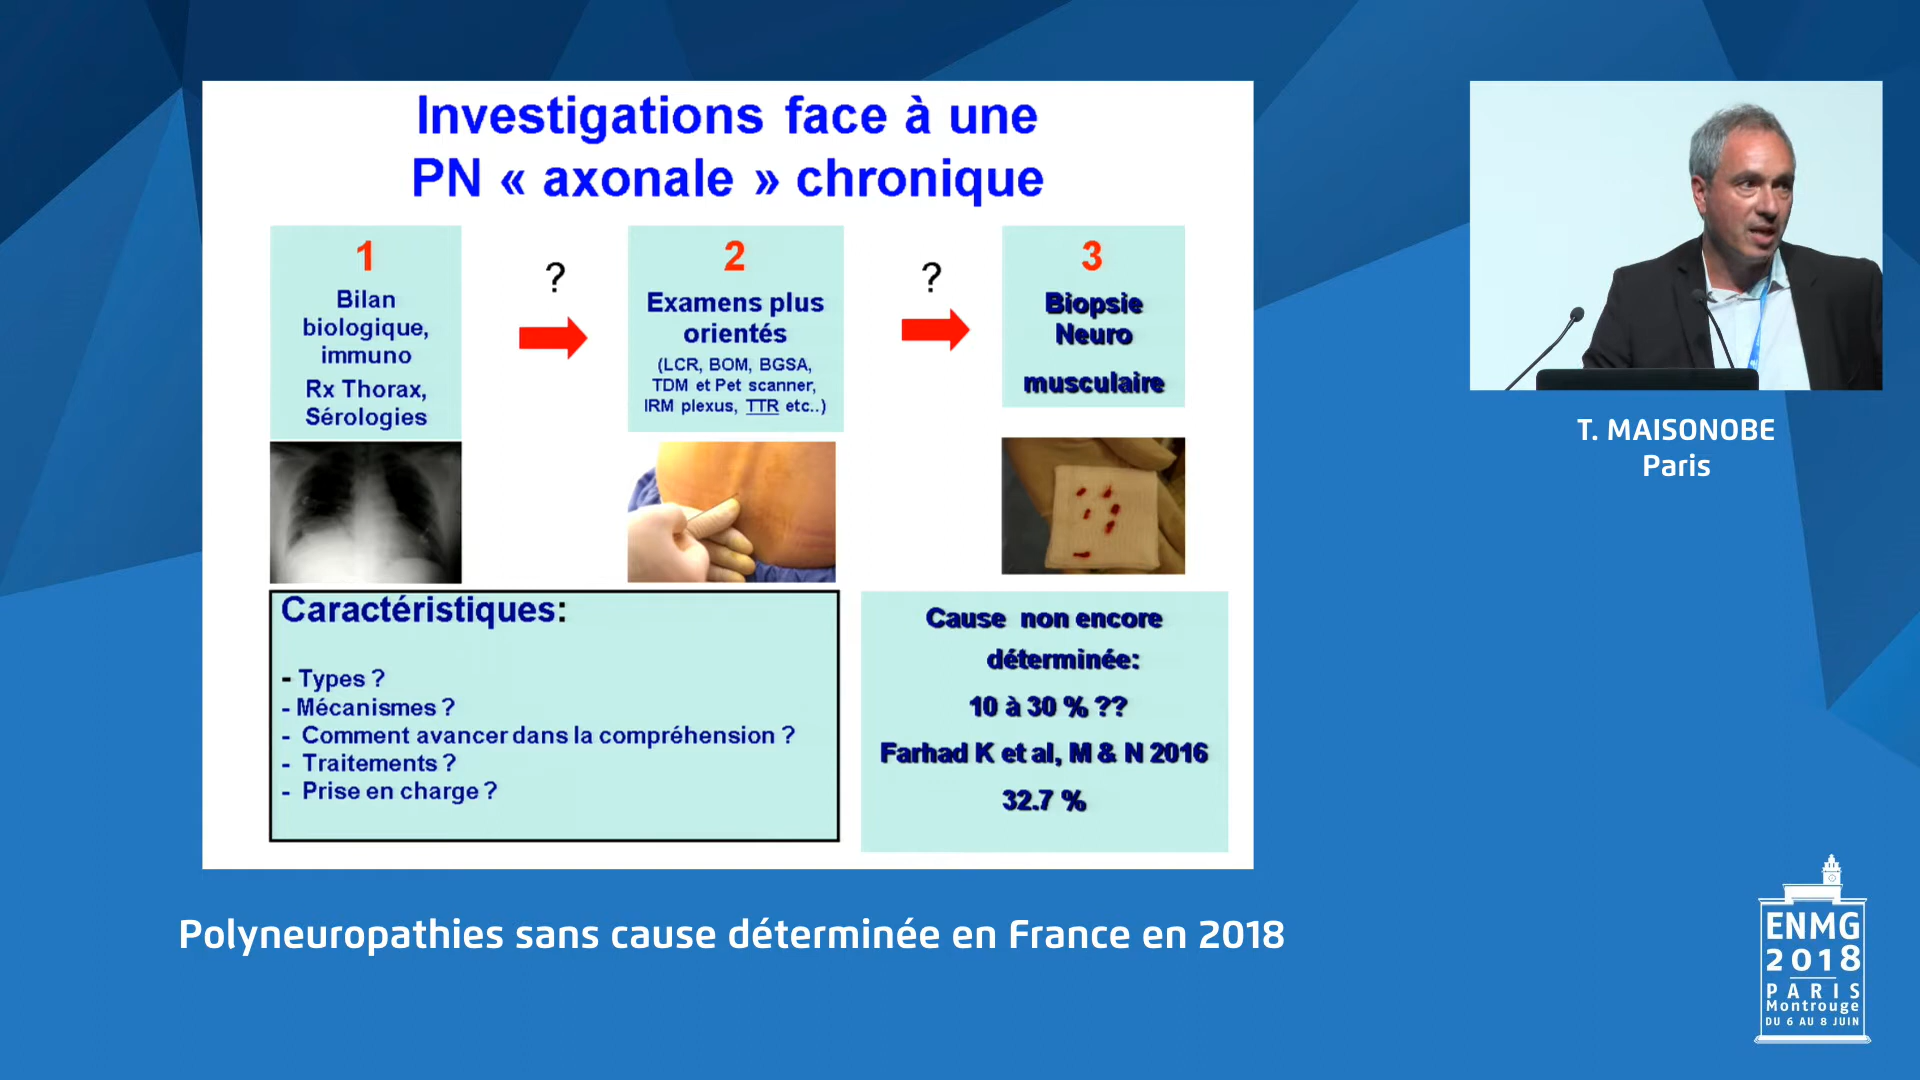 Investigations face à une
PN « axonale » chronique
1
Bilan
biologique,
immuno
Rx Thorax,
Sérologies
?
2
Examens plus
orientés
(LCR, BOM, BGSA,
TDM et Pet scanner,
IRM plexus, TTR etc..)
?
3
Biopsie
Neuro
musculaire
Caractéristiques:
- Types ?
- Mécanismes ?
- Comment avancer dans la compréhension ?
- Traitements ?
- Prise en charge ?
Cause non encore
déterminée:
10 à 30 % ??
Farhad K et al, M & N 2016
32.7 %
T. MAISONOBE
Paris
Polyneuropathies sans cause déterminée en France en 2018
ENMG
2018
PARIS
Montrouge
DU 6 AU 8 JUIN